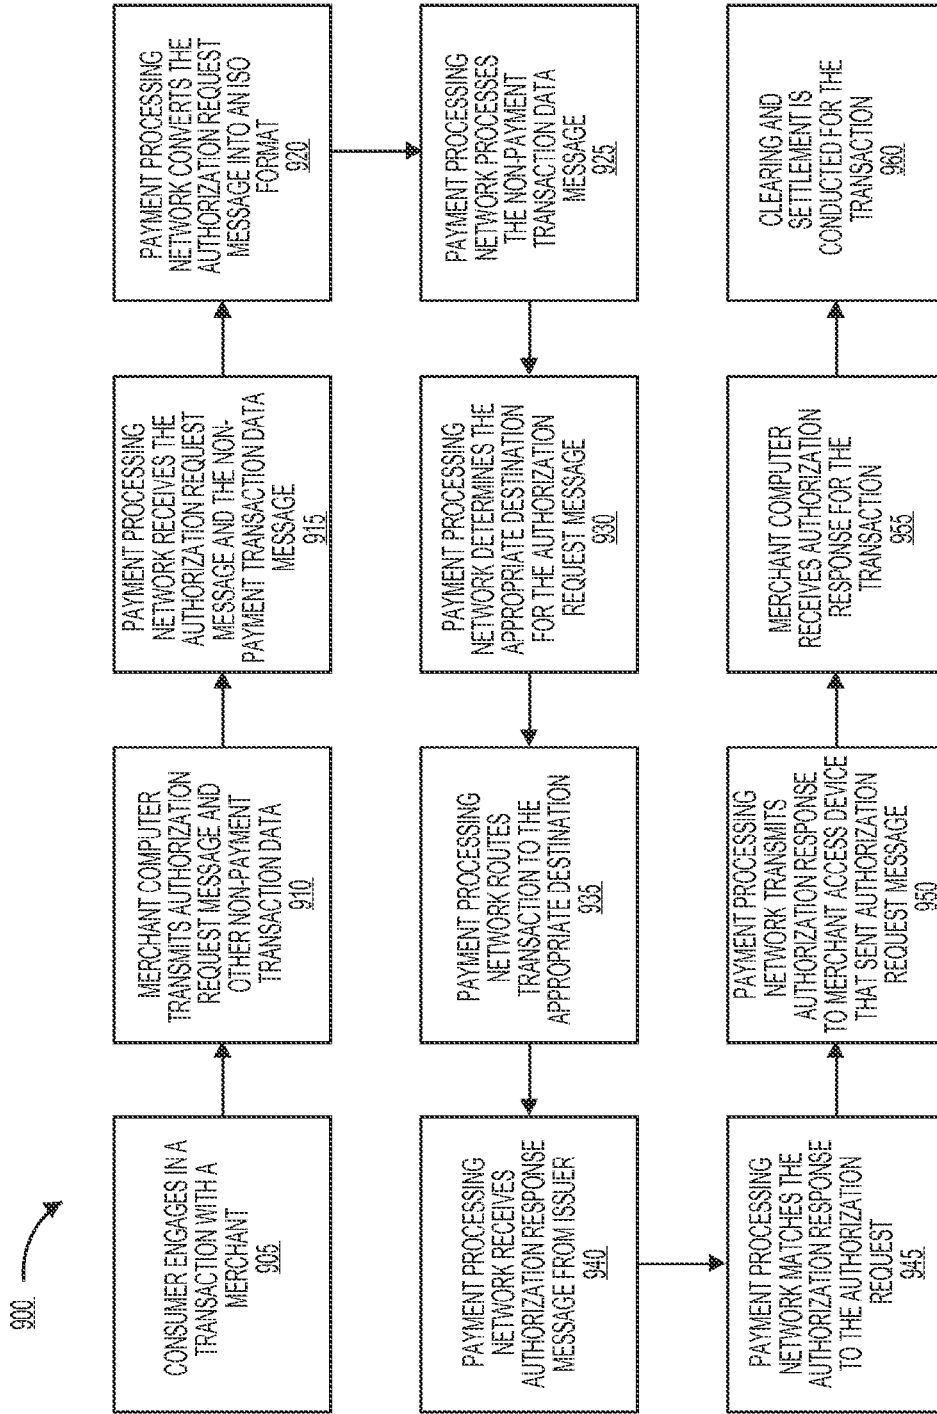 900
CONSUMER ENGAGES IN A
TRANSACTION WITH A
MERCHANT
905
MERCHANT COMPUTER
TRANSMITS AUTHORIZATION
REQUEST MESSAGE AND
OTHER NON-PAYMENT
TRANSACTION DATA
910
PAYMENT PROCESSING
NETWORK RECEIVES THE
AUTHORIZATION REQUEST
MESSAGE AND THE NON-
PAYMENT TRANSACTION DATA
MESSAGE
915
PAYMENT PROCESSING
NETWORK CONVERTS THE
AUTHORIZATION REQUEST
MESSAGE INTO AN ISO
FORMAT
920
PAYMENT PROCESSING
NETWORK PROCESSES
THE NON-PAYMENT
TRANSACTION DATA
MESSAGE
925
PAYMENT PROCESSING
NETWORK DETERMINES THE
APPROPRIATE DESTINATION
FOR THE AUTHORIZATION
REQUEST MESSAGE
930
PAYMENT PROCESSING
NETWORK ROUTES
TRANSACTION TO THE
APPROPRIATE DESTINATION
935
PAYMENT PROCESSING
NETWORK RECEIVES
AUTHORIZATION RESPONSE
MESSAGE FROM ISSUER
940
PAYMENT PROCESSING
NETWORK MATCHES THE
AUTHORIZATION RESPONSE
TO THE AUTHORIZATION
REQUEST
945
PAYMENT PROCESSING
NETWORK TRANSMITS
AUTHORIZATION RESPONSE
TO MERCHANT ACCESS DEVICE
THAT SENT AUTHORIZATION
REQUEST MESSAGE
950
MERCHANT COMPUTER
RECEIVES AUTHORIZATION
RESPONSE FOR THE
TRANSACTION
955
CLEARING AND
SETTLEMENT IS
CONDUCTED FOR THE
TRANSACTION
960